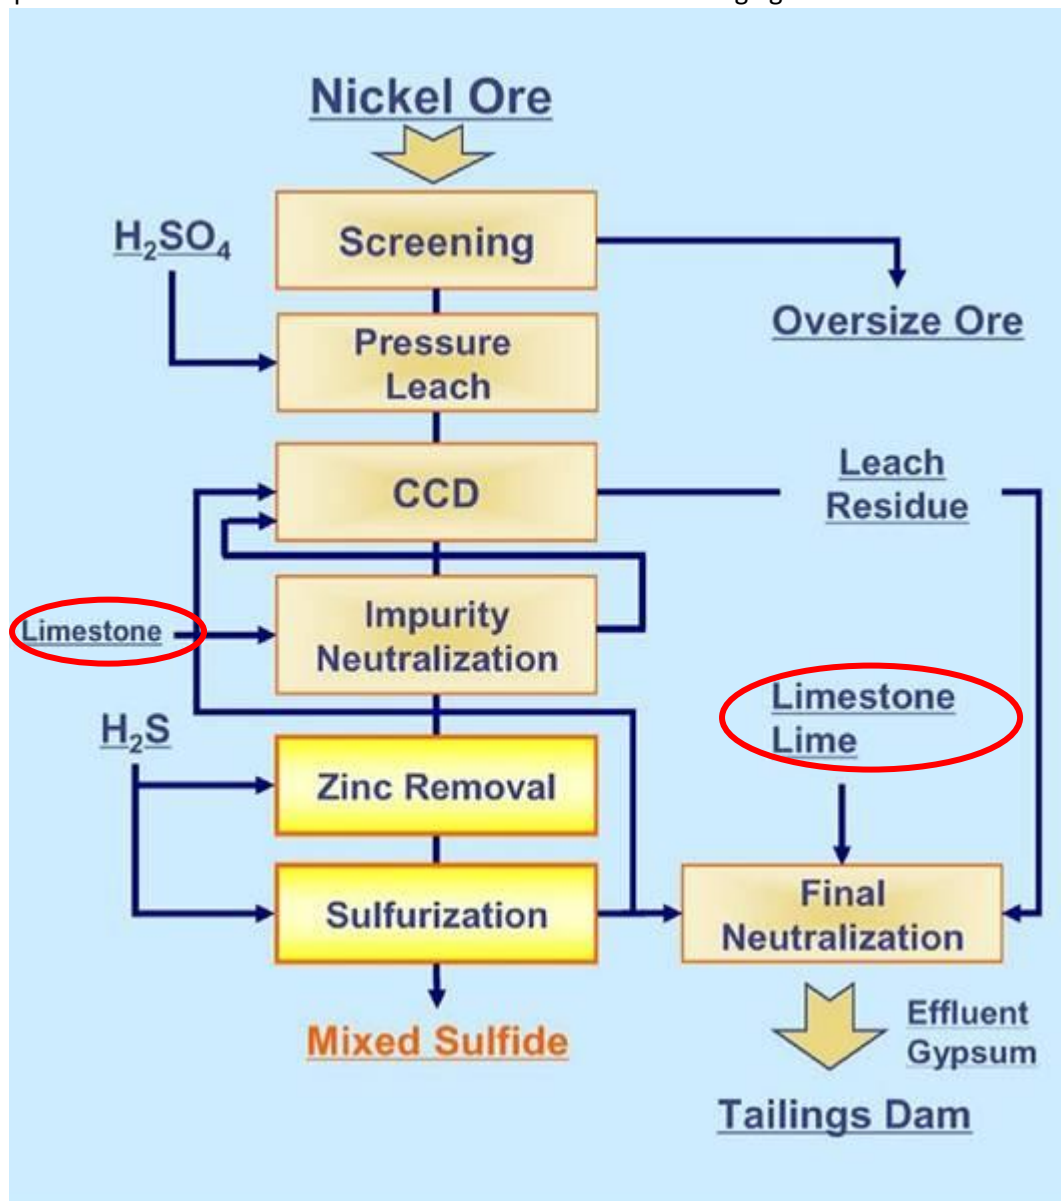 Nickel Ore
H₂SO₄
Screening
Oversize Ore
Pressure
Leach
CCD
Leach
Residue
Limestone
Impurity
Neutralization
Limestone
Lime
H₂S
Zinc Removal
Sulfurization
Final
Neutralization
Mixed Sulfide
Effluent
Gypsum
Tailings Dam